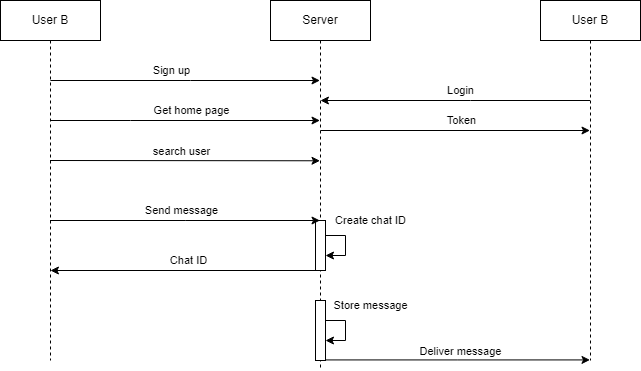 User B
Server
User B
Sign up
Login
Get home page
Token
search user
Send message
Create chat ID
Chat ID
Store message
Deliver message